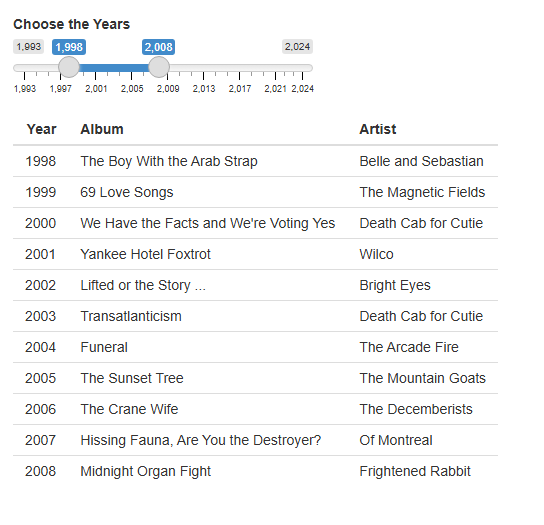 Choose the Years
1,993 1,998 2,008 2,024
1,993 1,997 2,001 2,005 2,009 2,013 2,017 2,021 2,024
Year Album Artist
1998 The Boy With the Arab Strap Belle and Sebastian
1999 69 Love Songs The Magnetic Fields
2000 We Have the Facts and We're Voting Yes Death Cab for Cutie
2001 Yankee Hotel Foxtrot Wilco
2002 Lifted or the Story ... Bright Eyes
2003 Transatlanticism Death Cab for Cutie
2004 Funeral The Arcade Fire
2005 The Sunset Tree The Mountain Goats
2006 The Crane Wife The Decemberists
2007 Hissing Fauna, Are You the Destroyer? Of Montreal
2008 Midnight Organ Fight Frightened Rabbit